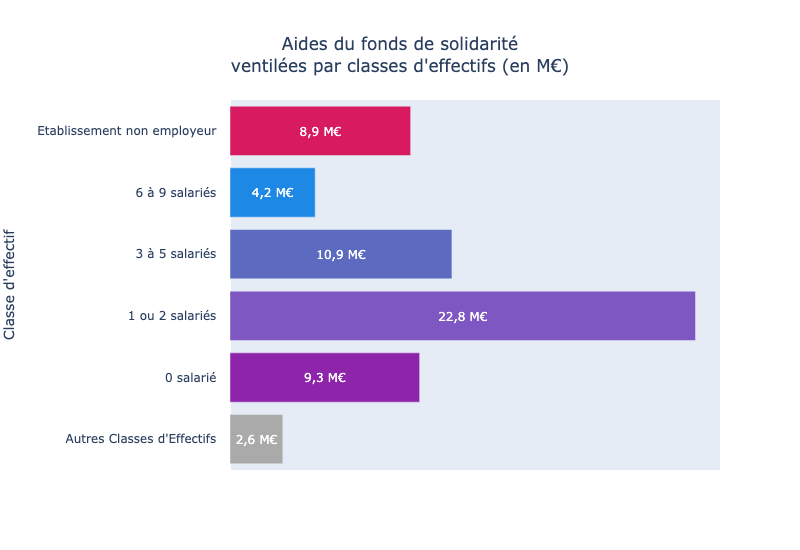 Aides du fonds de solidarité
ventilées par classes d'effectifs (en M€)
Classe d'effectif
Etablissement non employeur
8,9 M€
6 à 9 salariés
4,2 M€
3 à 5 salariés
10,9 M€
1 ou 2 salariés
22,8 M€
0 salarié
9,3 M€
Autres Classes d'Effectifs
2,6 M€